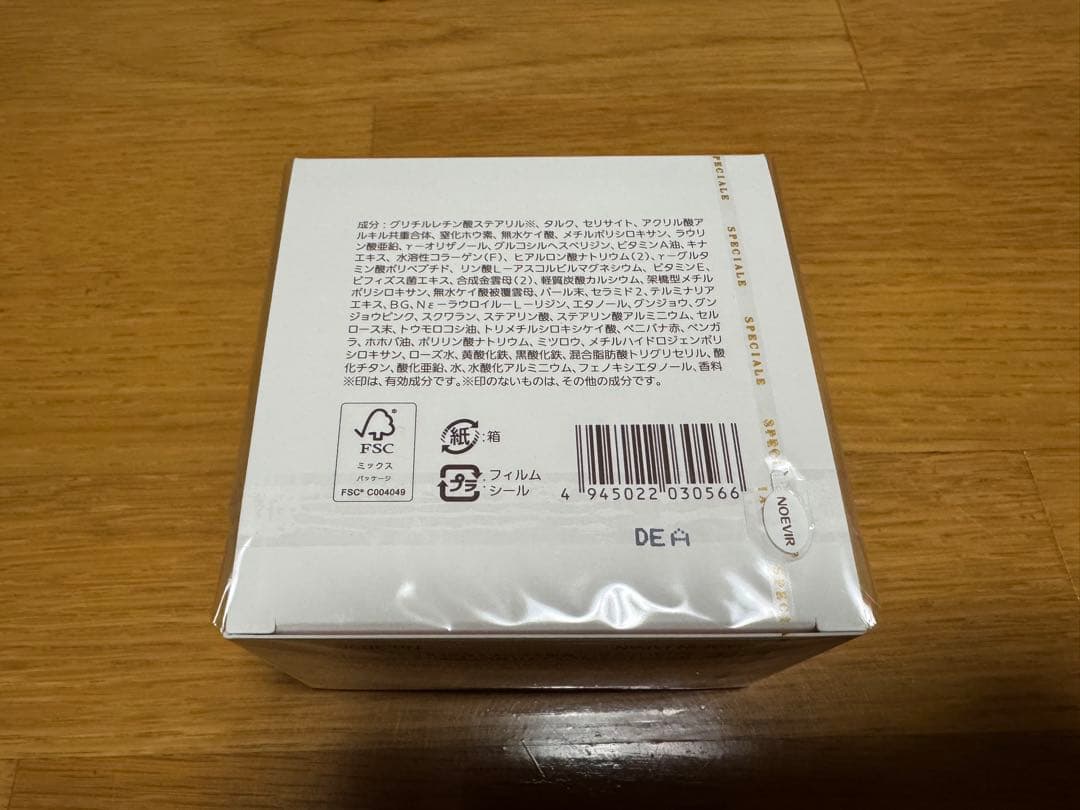 成分：グリチルレチン酸ステアリル※、タルク、セリサイト、アクリル酸ア
ルキル共重合体、窒化ホウ素、無水ケイ酸、メチルポリシロキサン、ラウリ
ン酸亜鉛、γーオリザノール、グルコシルヘスペリジン、ビタミンA油、キナ
エキス、水溶性コラーゲン(F)、ヒアルロン酸ナトリウム(2)、γーグルタ
ミン酸ポリペプチド、リン酸Lーアスコルビルマグネシウム、ビタミンE、
ビフィズス菌エキス、合成金雲母(2)、軽質炭酸カルシウム、架橋型メチル
ポリシロキサン、無水ケイ酸被覆雲母、パール末、セラミド2、テルミナリア
エキス、BG、NεーラウロイルーLーリジン、エタノール、グンジョウ、グン
ジョウピンク、スクワラン、ステアリン酸、ステアリン酸アルミニウム、セル
ロース末、トウモロコシ油、トリメチルシロキシケイ酸、ベニバナ赤、ベンガ
ラ、ホホバ油、ポリリン酸ナトリウム、ミツロウ、メチルハイドロジェンポリ
シロキサン、ローズ水、黄酸化鉄、黒酸化鉄、混合脂肪酸トリグリセリル、酸
化チタン、酸化亜鉛、水、水酸化アルミニウム、フェノキシエタノール、香料
※印は、有効成分です。※印のないものは、その他の成分です。
FSC
ミックス
パッケージ
FSC® C004049
紙：箱
プラ：フィルム
シール
4 945022 030566
DEA
PECIALE
SPECIALE
SPECIALE
NOEVIR